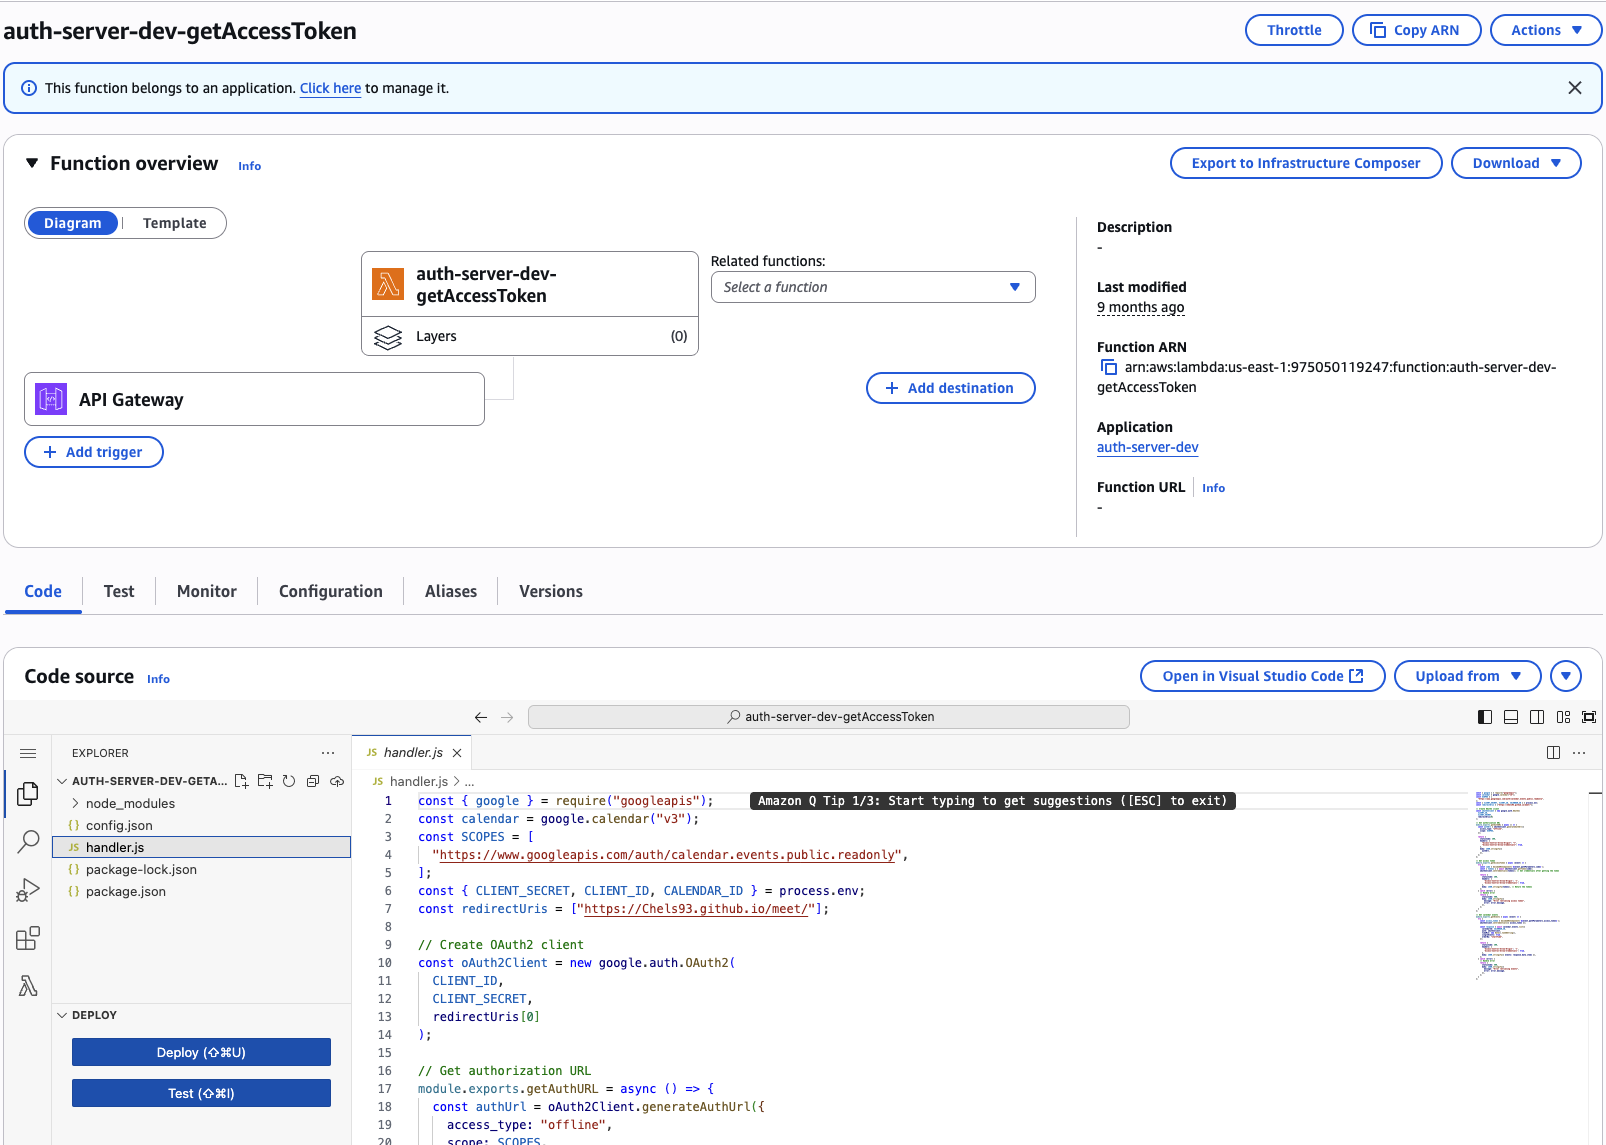 auth-server-dev-getAccessToken
Throttle
Copy ARN
Actions
This function belongs to an application. Click here to manage it.
Function overview
Info
Export to Infrastructure Composer
Download
Diagram
Template
auth-server-dev-
getAccessToken
Layers
(0)
Related functions:
Select a function
API Gateway
Add destination
Add trigger
Description
-
Last modified
9 months ago
Function ARN
arn:aws:lambda:us-east-1:975050119247:function:auth-server-dev-
getAccessToken
Application
auth-server-dev
Function URL
Info
-
Code
Test
Monitor
Configuration
Aliases
Versions
Code source
Info
Open in Visual Studio Code
Upload from
auth-server-dev-getAccessToken
EXPLORER
AUTH-SERVER-DEV-GETA...
node_modules
{} config.json
JS handler.js
{} package-lock.json
{} package.json
DEPLOY
Deploy (⇧⌘U)
Test (⇧⌘I)
JS handler.js
JS handler.js > ...
1 const { google } = require("googleapis");
Amazon Q Tip 1/3: Start typing to get suggestions ([ESC] to exit)
2 const calendar = google.calendar("v3");
3 const SCOPES = [
4 "https://www.googleapis.com/auth/calendar.events.public.readonly",
5 ];
6 const { CLIENT_SECRET, CLIENT_ID, CALENDAR_ID } = process.env;
7 const redirectUris = ["https://Chels93.github.io/meet/"];
8
9 // Create OAuth2 client
10 const oAuth2Client = new google.auth.OAuth2(
11 CLIENT_ID,
12 CLIENT_SECRET,
13 redirectUris[0]
14 );
15
16 // Get authorization URL
17 module.exports.getAuthURL = async () => {
18 const authUrl = oAuth2Client.generateAuthUrl({
19 access_type: "offline",
20 scope: SCOPES,